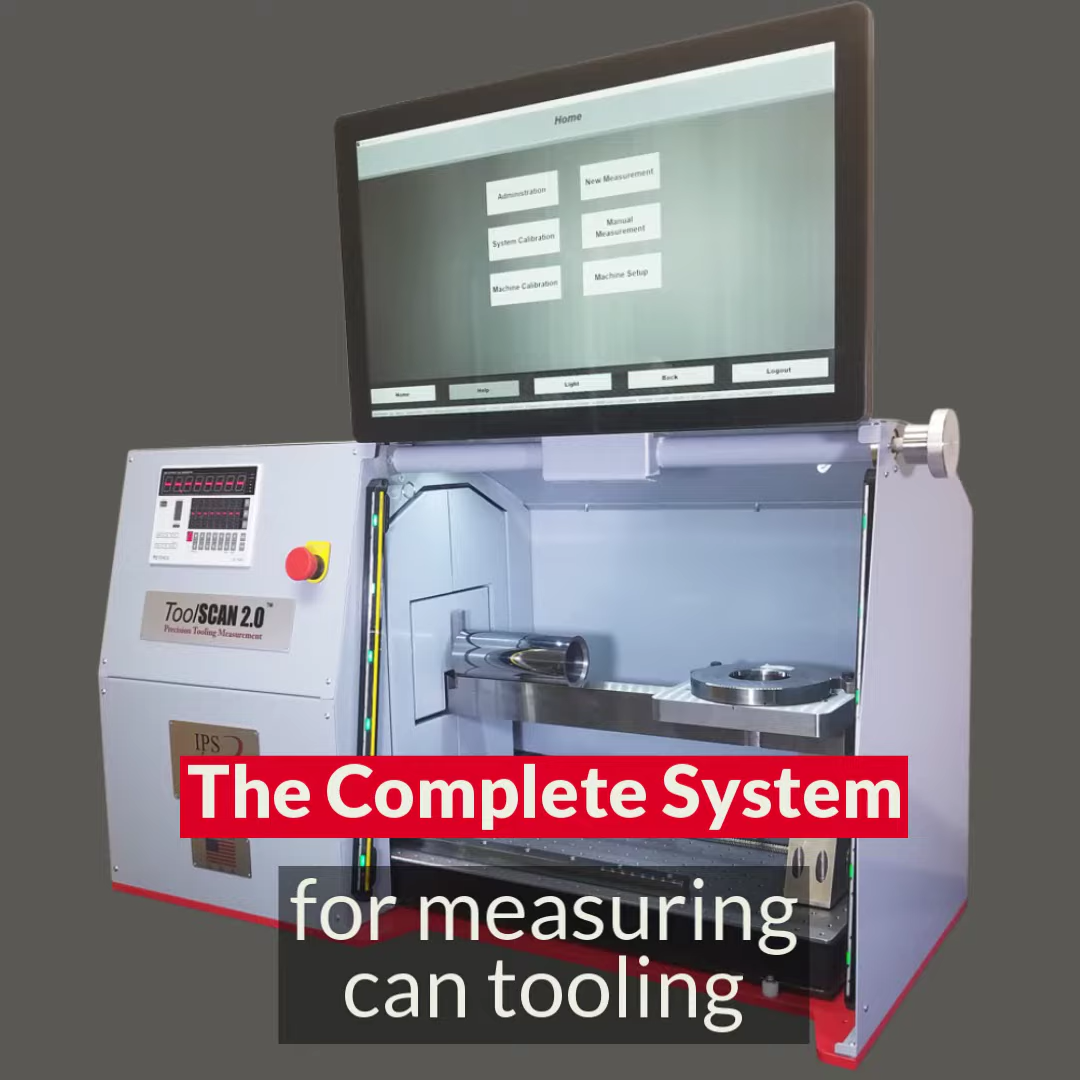 Home
Administration
New Measurement
System Calibration
Manual
Measurement
Machine Calibration
Machine Setup
Home
Help
Light
Back
Logout
ToolSCAN 2.0™
Precision Tooling Measurement
IPS
The Complete System
for measuring
can tooling